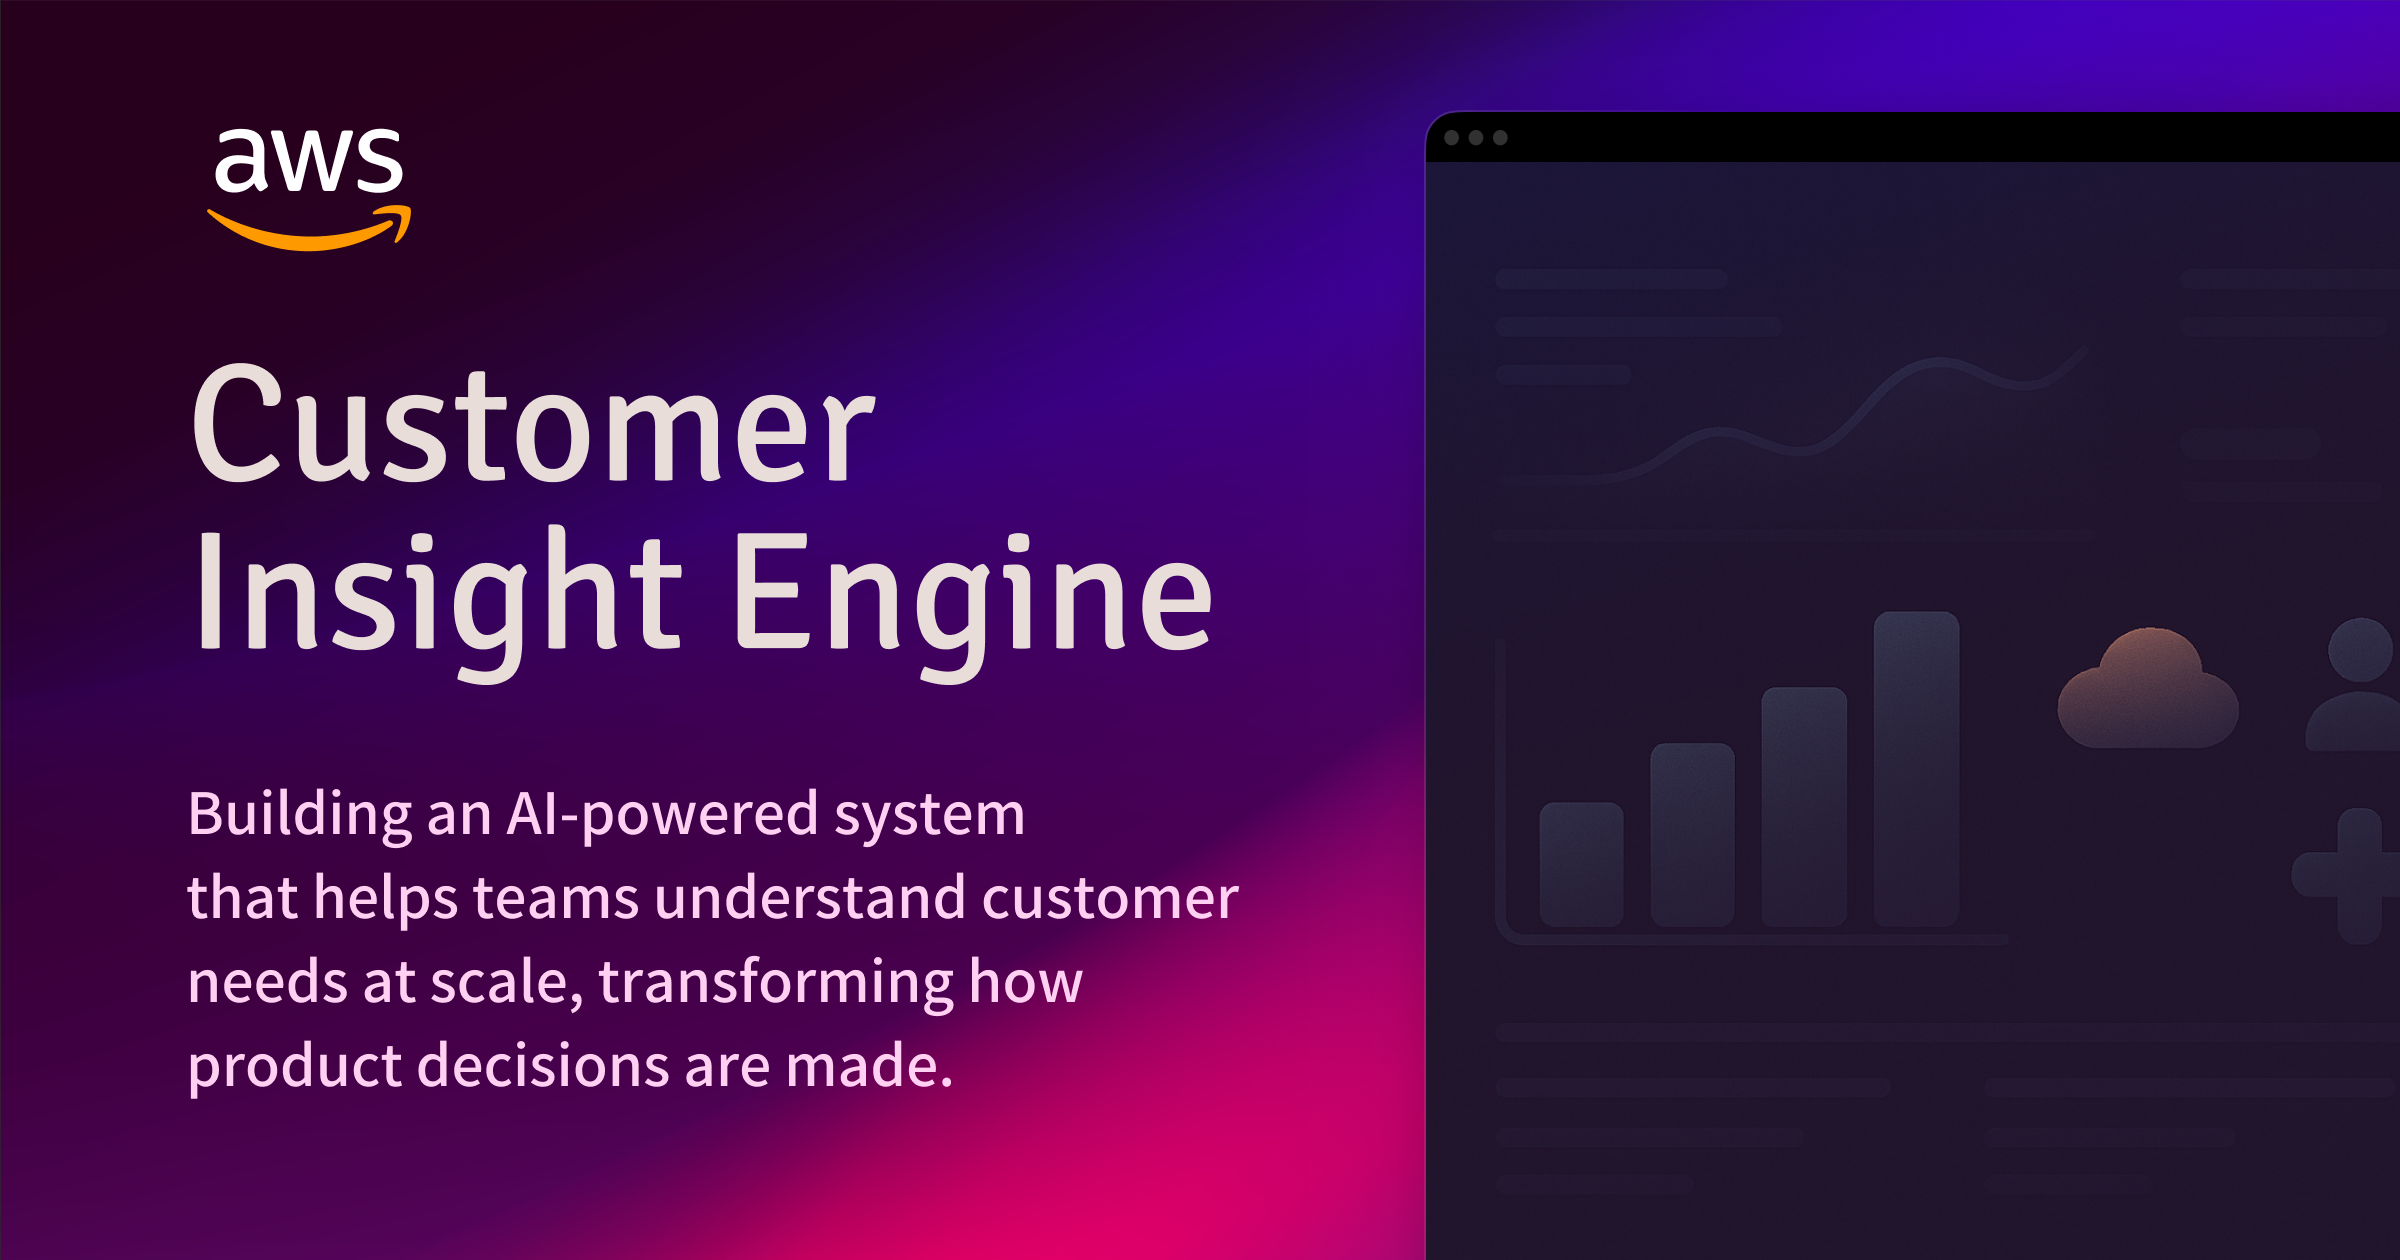 aws
Customer
Insight Engine
Building an AI-powered system
that helps teams understand customer
needs at scale, transforming how
product decisions are made.